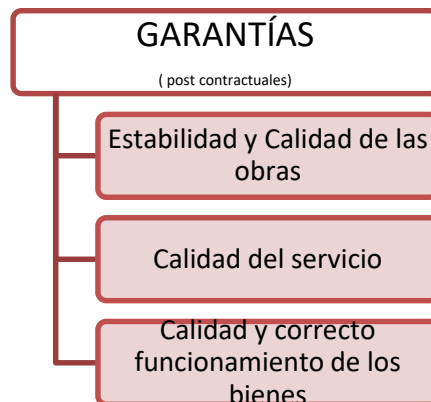 GARANTÍAS
( post contractuales)
Estabilidad y Calidad de las
obras
Calidad del servicio
Calidad y correcto
funcionamiento de los
bienes